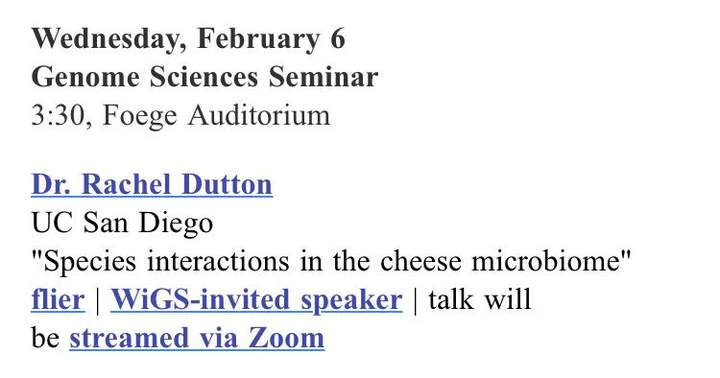 Wednesday, February 6
Genome Sciences Seminar
3:30, Foege Auditorium
Dr. Rachel Dutton
UC San Diego
"Species interactions in the cheese microbiome"
flier | WiGS-invited speaker | talk will
be streamed via Zoom